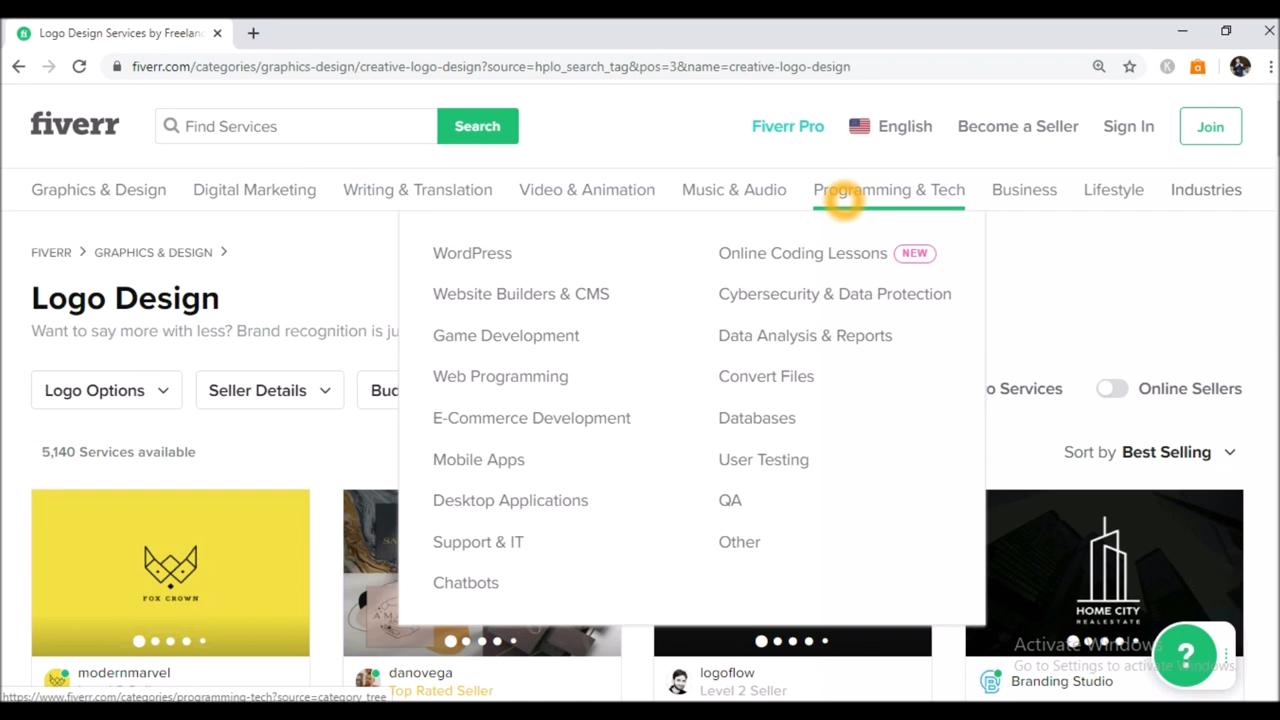 Logo Design Services by Freelanc
fiverr.com/categories/graphics-design/creative-logo-design?source=hplo_search_tag&pos=3&name=creative-logo-design
fiverr
Find Services
Search
Fiverr Pro
English
Become a Seller
Sign In
Join
Graphics & Design
Digital Marketing
Writing & Translation
Video & Animation
Music & Audio
Programming & Tech
Business
Lifestyle
Industries
FIVERR > GRAPHICS & DESIGN >
Logo Design
Want to say more with less? Brand recognition is ju
WordPress
Website Builders & CMS
Game Development
Web Programming
E-Commerce Development
Mobile Apps
Desktop Applications
Support & IT
Chatbots
Online Coding Lessons NEW
Cybersecurity & Data Protection
Data Analysis & Reports
Convert Files
Databases
User Testing
QA
Other
Logo Options
Seller Details
Bud
o Services
Online Sellers
5,140 Services available
Sort by Best Selling
FOX CROWN
HOME CITY
REALESTATE
modernmarvel
danovega
Top Rated Seller
logoflow
Level 2 Seller
Branding Studio
?
Activate Windows
Go to Settings to activate Windows.
https://www.fiverr.com/categories/programming-tech?source=category_tree